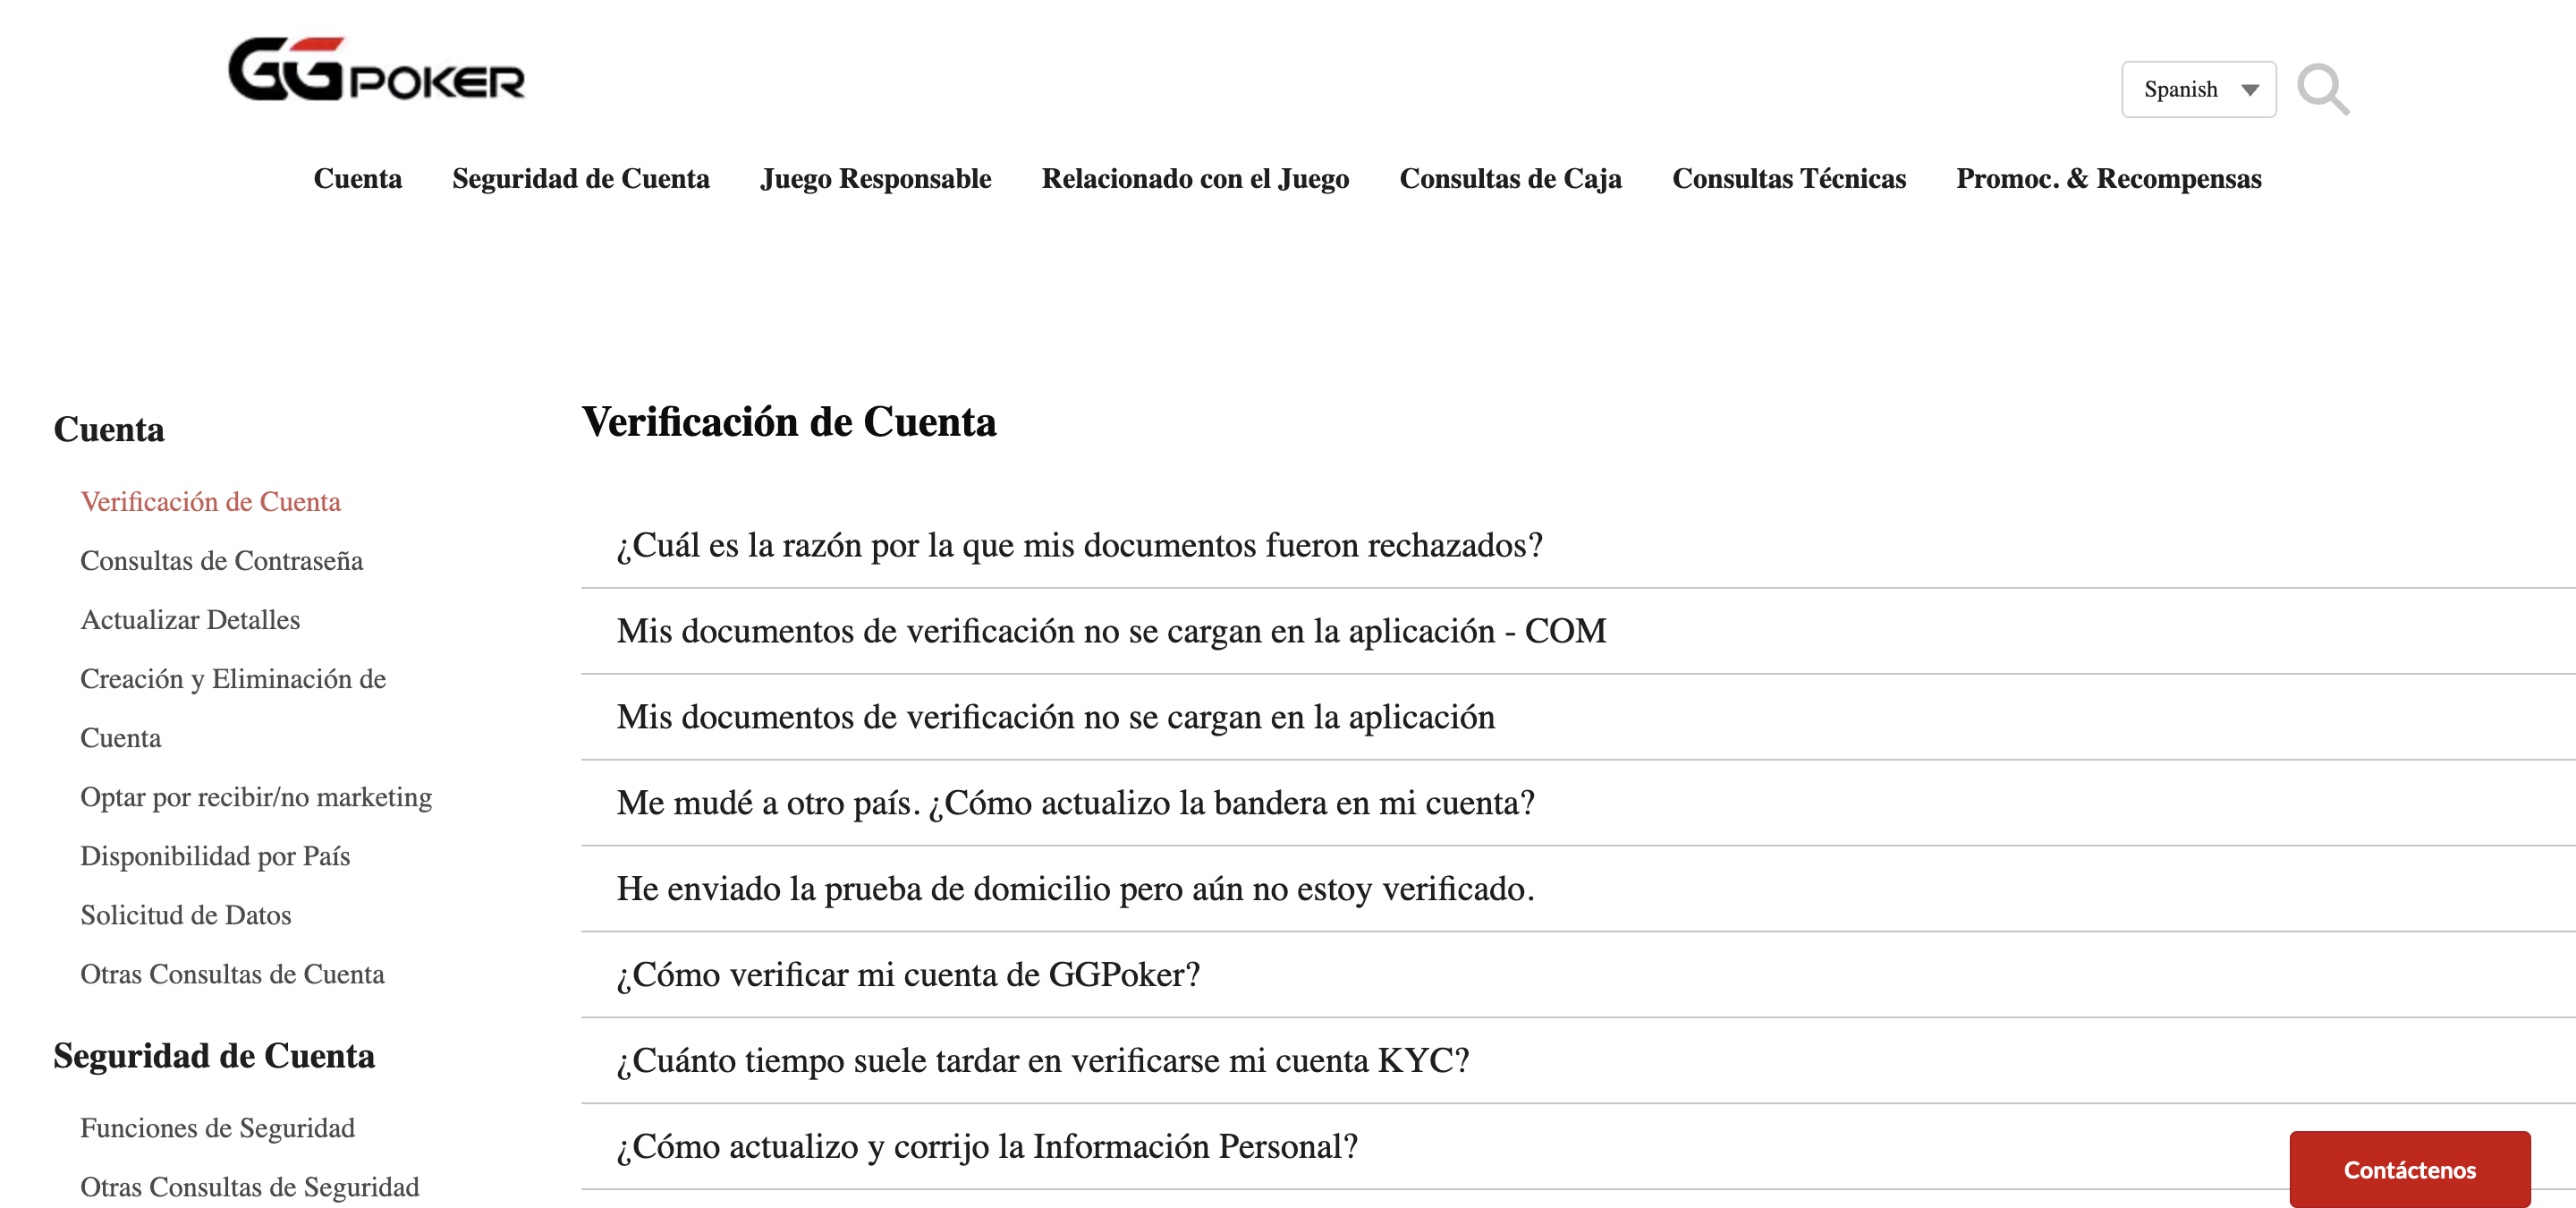 GGPOKER
Spanish
Cuenta
Seguridad de Cuenta
Juego Responsable
Relacionado con el Juego
Consultas de Caja
Consultas Técnicas
Promoc. & Recompensas
Cuenta
Verificación de Cuenta
Consultas de Contraseña
Actualizar Detalles
Creación y Eliminación de
Cuenta
Optar por recibir/no marketing
Disponibilidad por País
Solicitud de Datos
Otras Consultas de Cuenta
Seguridad de Cuenta
Funciones de Seguridad
Otras Consultas de Seguridad
Verificación de Cuenta
¿Cuál es la razón por la que mis documentos fueron rechazados?
Mis documentos de verificación no se cargan en la aplicación - COM
Mis documentos de verificación no se cargan en la aplicación
Me mudé a otro país. ¿Cómo actualizo la bandera en mi cuenta?
He enviado la prueba de domicilio pero aún no estoy verificado.
¿Cómo verificar mi cuenta de GGPoker?
¿Cuánto tiempo suele tardar en verificarse mi cuenta KYC?
¿Cómo actualizo y corrijo la Información Personal?
Contáctenos